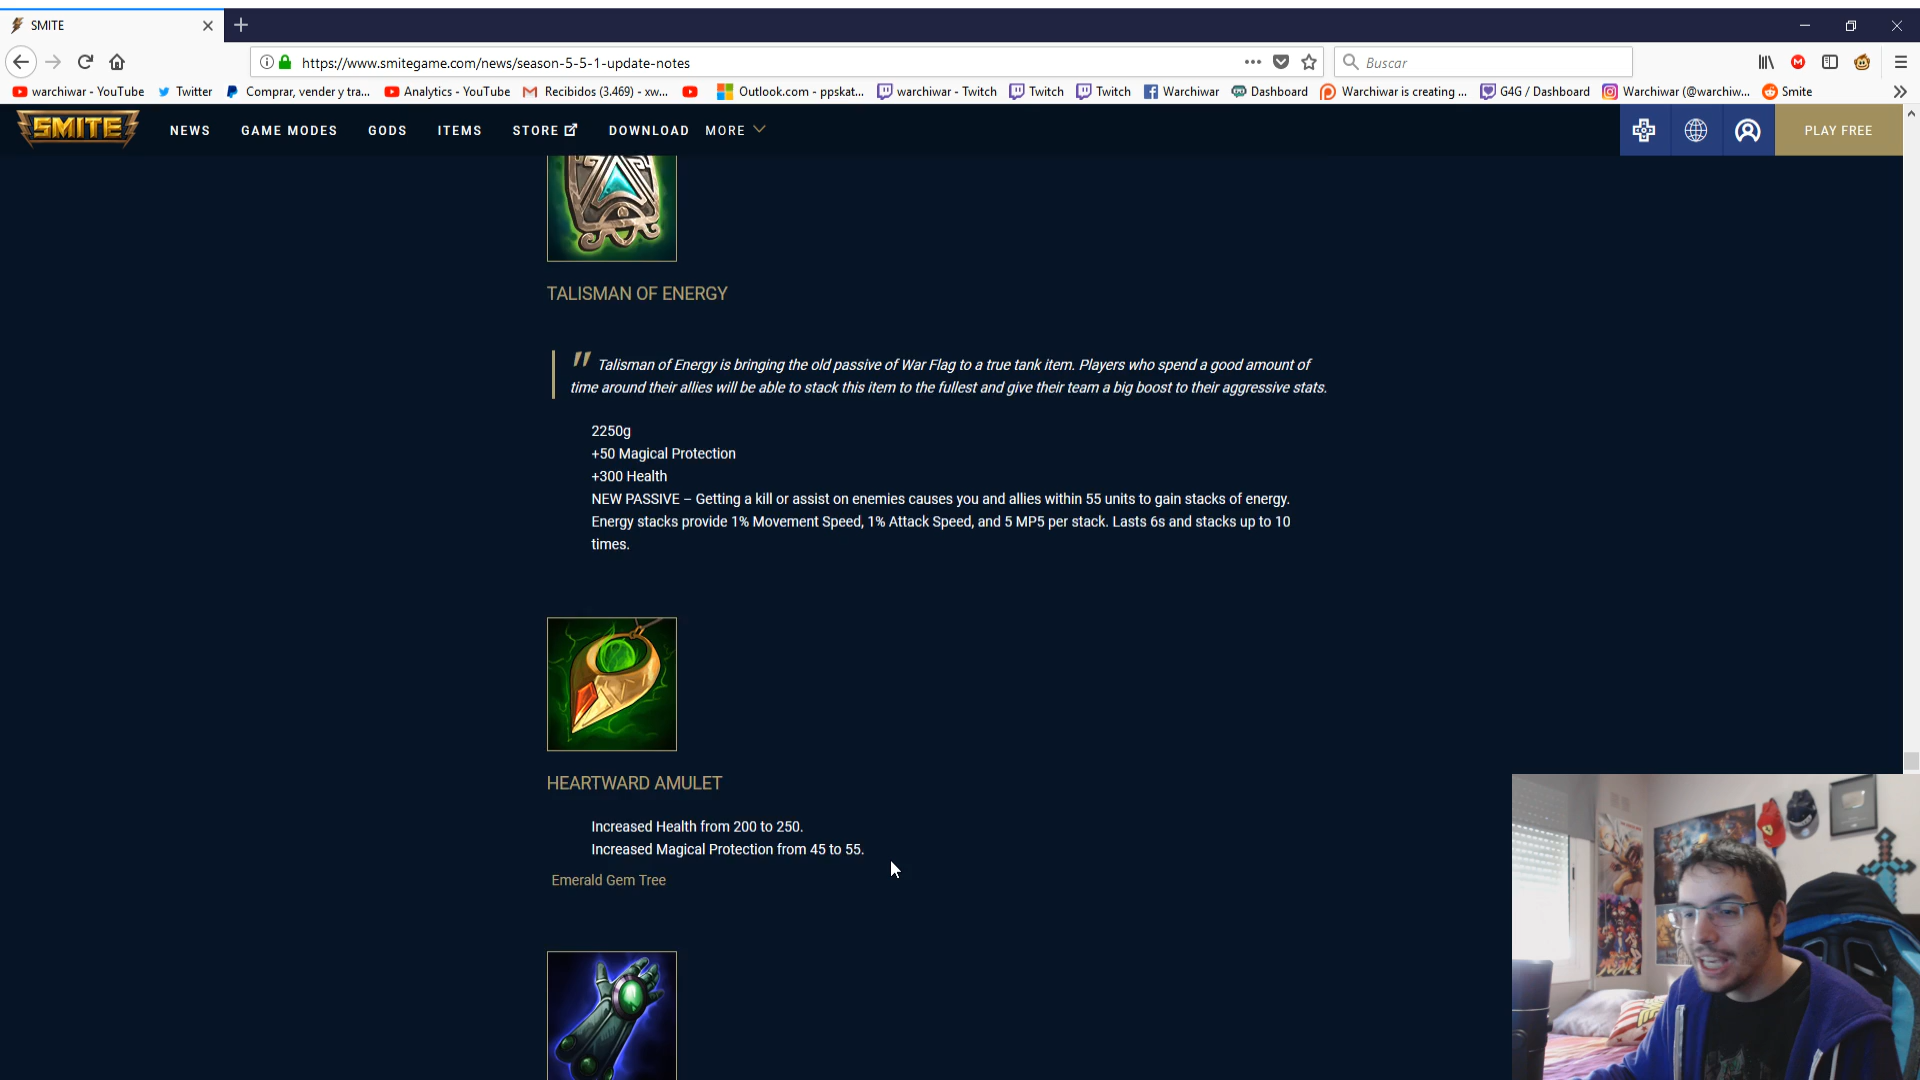 SMITE
https://www.smitegame.com/news/season-5-5-1-update-notes
Buscar
warchiwar - YouTube
Twitter
Comprar, vender y tra...
Analytics - YouTube
Recibidos (3.469) - xw...
Outlook.com - ppskat...
warchiwar - Twitch
Twitch
Twitch
Warchiwar
Dashboard
Warchiwar is creating ...
G4G / Dashboard
Warchiwar (@warchiw...
Smite
SMITE
NEWS
GAME MODES
GODS
ITEMS
STORE
DOWNLOAD
MORE
PLAY FREE
TALISMAN OF ENERGY
" Talisman of Energy is bringing the old passive of War Flag to a true tank item. Players who spend a good amount of
time around their allies will be able to stack this item to the fullest and give their team a big boost to their aggressive stats.
2250g
+50 Magical Protection
+300 Health
NEW PASSIVE – Getting a kill or assist on enemies causes you and allies within 55 units to gain stacks of energy.
Energy stacks provide 1% Movement Speed, 1% Attack Speed, and 5 MP5 per stack. Lasts 6s and stacks up to 10
times.
HEARTWARD AMULET
Increased Health from 200 to 250.
Increased Magical Protection from 45 to 55.
Emerald Gem Tree